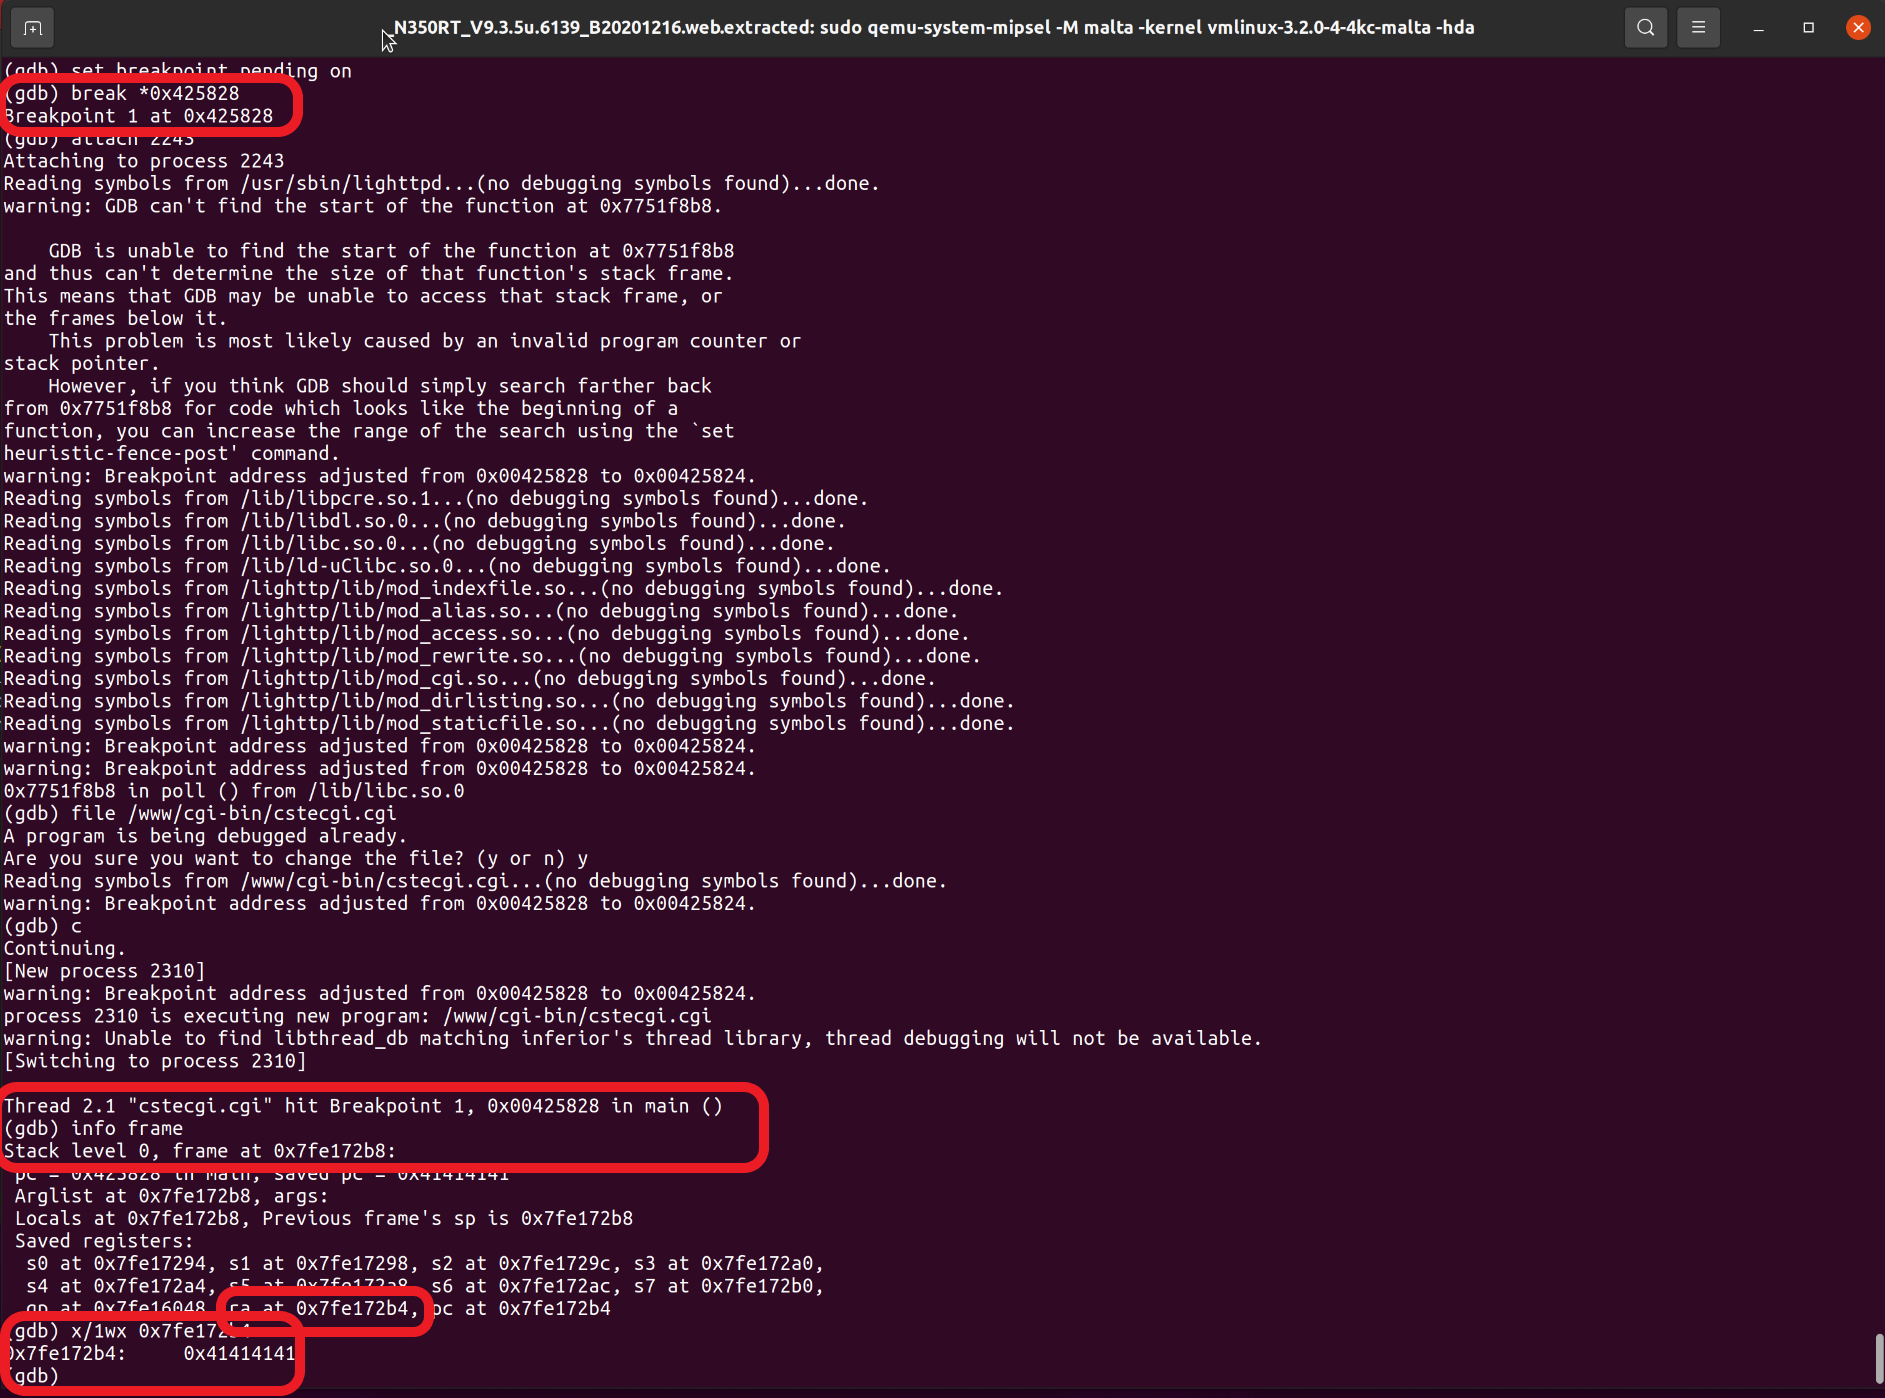 _N350RT_V9.3.5u.6139_B20201216.web.extracted: sudo qemu-system-mipsel -M malta -kernel vmlinux-3.2.0-4-4kc-malta -hda
(gdb) set breakpoint pending on
(gdb) break *0x425828
Breakpoint 1 at 0x425828
(gdb) attach 2243
Attaching to process 2243
Reading symbols from /usr/sbin/lighttpd...(no debugging symbols found)...done.
warning: GDB can't find the start of the function at 0x7751f8b8.
GDB is unable to find the start of the function at 0x7751f8b8
and thus can't determine the size of that function's stack frame.
This means that GDB may be unable to access that stack frame, or
the frames below it.
This problem is most likely caused by an invalid program counter or
stack pointer.
However, if you think GDB should simply search farther back
from 0x7751f8b8 for code which looks like the beginning of a
function, you can increase the range of the search using the `set
heuristic-fence-post' command.
warning: Breakpoint address adjusted from 0x00425828 to 0x00425824.
Reading symbols from /lib/libpcre.so.1...(no debugging symbols found)...done.
Reading symbols from /lib/libdl.so.0...(no debugging symbols found)...done.
Reading symbols from /lib/libc.so.0...(no debugging symbols found)...done.
Reading symbols from /lib/ld-uClibc.so.0...(no debugging symbols found)...done.
Reading symbols from /lighttp/lib/mod_indexfile.so...(no debugging symbols found)...done.
Reading symbols from /lighttp/lib/mod_alias.so...(no debugging symbols found)...done.
Reading symbols from /lighttp/lib/mod_access.so...(no debugging symbols found)...done.
Reading symbols from /lighttp/lib/mod_rewrite.so...(no debugging symbols found)...done.
Reading symbols from /lighttp/lib/mod_cgi.so...(no debugging symbols found)...done.
Reading symbols from /lighttp/lib/mod_dirlisting.so...(no debugging symbols found)...done.
Reading symbols from /lighttp/lib/mod_staticfile.so...(no debugging symbols found)...done.
warning: Breakpoint address adjusted from 0x00425828 to 0x00425824.
warning: Breakpoint address adjusted from 0x00425828 to 0x00425824.
0x7751f8b8 in poll () from /lib/libc.so.0
(gdb) file /www/cgi-bin/cstecgi.cgi
A program is being debugged already.
Are you sure you want to change the file? (y or n) y
Reading symbols from /www/cgi-bin/cstecgi.cgi...(no debugging symbols found)...done.
warning: Breakpoint address adjusted from 0x00425828 to 0x00425824.
(gdb) c
Continuing.
[New process 2310]
warning: Breakpoint address adjusted from 0x00425828 to 0x00425824.
process 2310 is executing new program: /www/cgi-bin/cstecgi.cgi
warning: Unable to find libthread_db matching inferior's thread library, thread debugging will not be available.
[Switching to process 2310]
Thread 2.1 "cstecgi.cgi" hit Breakpoint 1, 0x00425828 in main ()
(gdb) info frame
Stack level 0, frame at 0x7fe172b8:
pc = 0x425828 in main; saved pc = 0x41414141
Arglist at 0x7fe172b8, args:
Locals at 0x7fe172b8, Previous frame's sp is 0x7fe172b8
Saved registers:
s0 at 0x7fe17294, s1 at 0x7fe17298, s2 at 0x7fe1729c, s3 at 0x7fe172a0,
s4 at 0x7fe172a4, s5 at 0x7fe172a8, s6 at 0x7fe172ac, s7 at 0x7fe172b0,
gp at 0x7fe16048, ra at 0x7fe172b4, pc at 0x7fe172b4
(gdb) x/1wx 0x7fe172b4
0x7fe172b4: 0x41414141
(gdb)